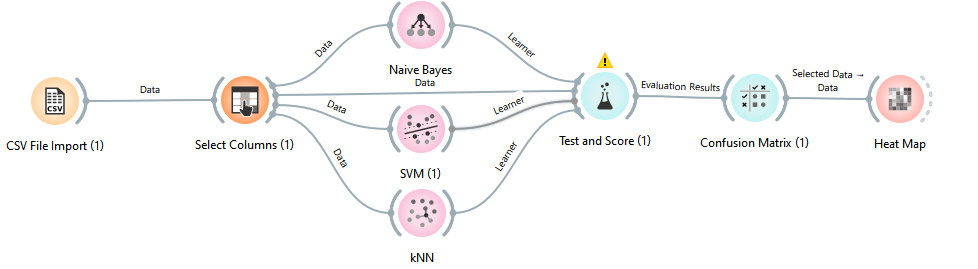 Data
Learner
Naive Bayes
Data
Data
Data
Learner
Evaluation Results
Selected Data →
Data
CSV
CSV File Import (1)
Select Columns (1)
SVM (1)
Test and Score (1)
Confusion Matrix (1)
Heat Map
Data
Learner
kNN